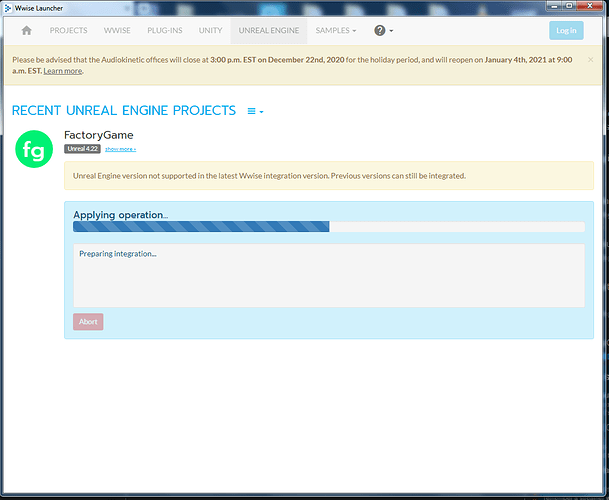 Wwise Launcher
PROJECTS WWISE PLUG-INS UNITY UNREAL ENGINE SAMPLES ? Log in
Please be advised that the Audiokinetic offices will close at 3:00 p.m. EST on December 22nd, 2020 for the holiday period, and will reopen on January 4th, 2021 at 9:00
a.m. EST. Learn more.
RECENT UNREAL ENGINE PROJECTS
fg
FactoryGame
Unreal 4.22 show more »
Unreal Engine version not supported in the latest Wwise integration version. Previous versions can still be integrated.
Applying operation...
Preparing integration...
Abort